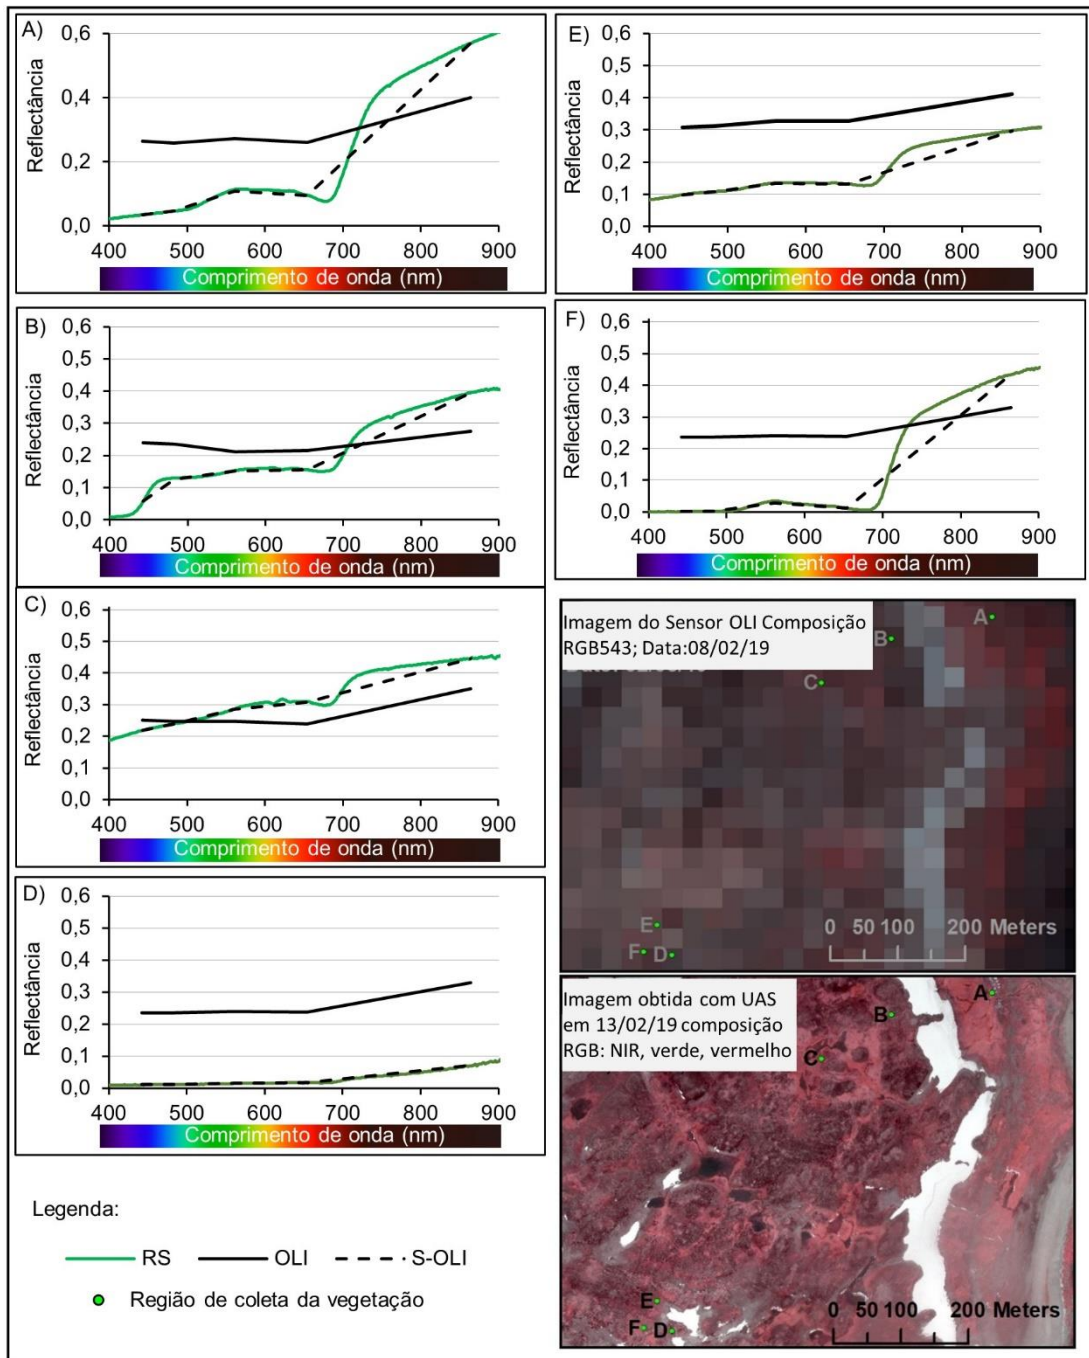 A)
Reflectância
0,6
0,4
0,2
0,0
400 500 600 700 800 900
Comprimento de onda (nm)
B)
Reflectância
0,6
0,5
0,4
0,3
0,2
0,1
0,0
400 500 600 700 800 900
Comprimento de onda (nm)
C)
Reflectância
0,6
0,5
0,4
0,3
0,2
0,1
0,0
400 500 600 700 800 900
Comprimento de onda (nm)
D)
Reflectância
0,6
0,5
0,4
0,3
0,2
0,1
0,0
400 500 600 700 800 900
Comprimento de onda (nm)
Legenda:
RS OLI S-OLI
Região de coleta da vegetação
E)
Reflectância
0,6
0,5
0,4
0,3
0,2
0,1
0,0
400 500 600 700 800 900
Comprimento de onda (nm)
F)
Reflectância
0,6
0,5
0,4
0,3
0,2
0,1
0,0
400 500 600 700 800 900
Comprimento de onda (nm)
Imagem do Sensor OLI Composição
RGB543; Data:08/02/19
A
B
C
E
F D
0 50 100 200 Meters
Imagem obtida com UAS
em 13/02/19 composição
RGB: NIR, verde, vermelho
A
B
C
E
F D
0 50 100 200 Meters